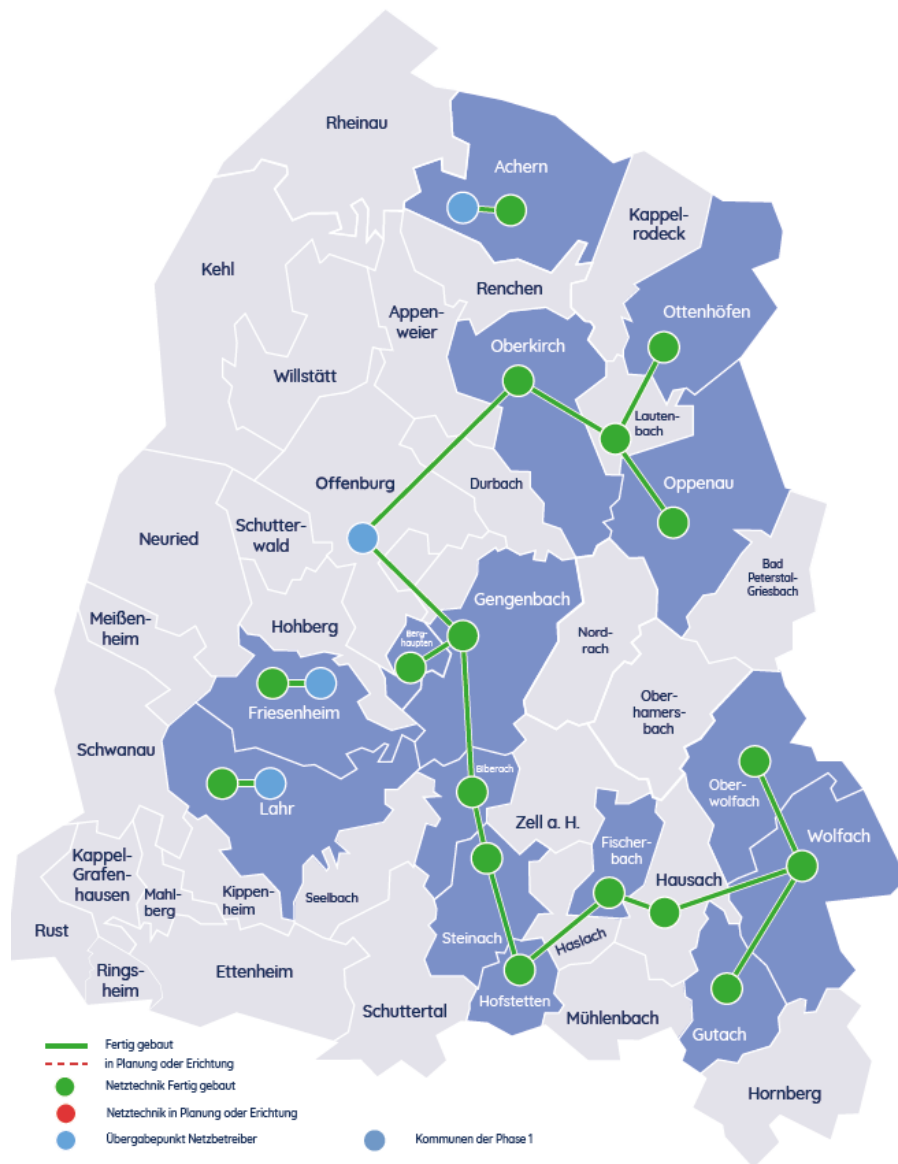 Rheinau
Achern
Kappel-
rodeck
Kehl
Renchen
Appen-
weier
Ottenhöfen
Oberkirch
Willstätt
Lauten-
bach
Offenburg
Durbach
Oppenau
Schutter-
wald
Neuried
Bad
Peterstal-
Griesbach
Gengenbach
Meißen-
heim
Hohberg
Berg-
haupten
Nord-
rach
Ober-
hamers-
bach
Friesenheim
Schwanau
Biberach
Ober-
wolfach
Lahr
Zell a. H.
Fischer-
bach
Wolfach
Kappel-
Grafen-
hausen
Mahl-
berg
Kippen-
heim
Seelbach
Hausach
Rust
Steinach
Haslach
Rings-
heim
Ettenheim
Schuttertal
Hofstetten
Mühlenbach
Gutach
Hornberg
Fertig gebaut
in Planung oder Erichtung
Netztechnik Fertig gebaut
Netztechnik in Planung oder Erichtung
Übergabepunkt Netzbetreiber
Kommunen der Phase 1